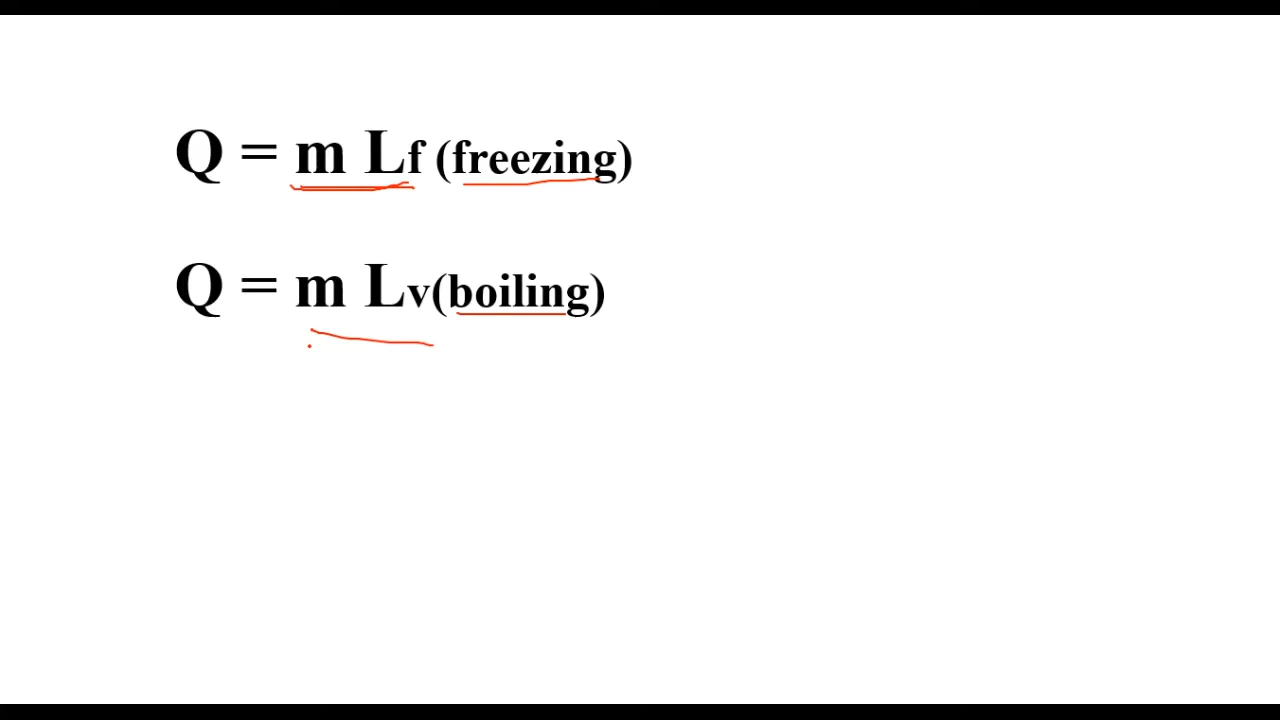 Q = m Lf (freezing)
Q = m Lv(boiling)